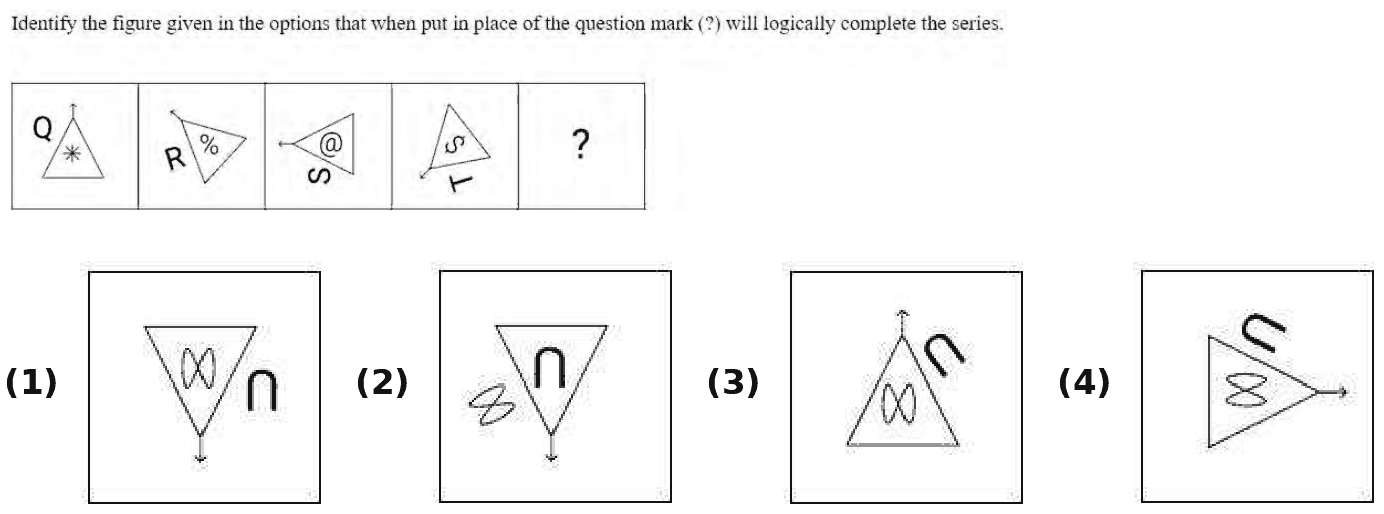 Identify the figure given in the options that when put in place of the question mark (?) will logically complete the series.
Q * R % @ S $ T ?
(1) (2) (3) (4)